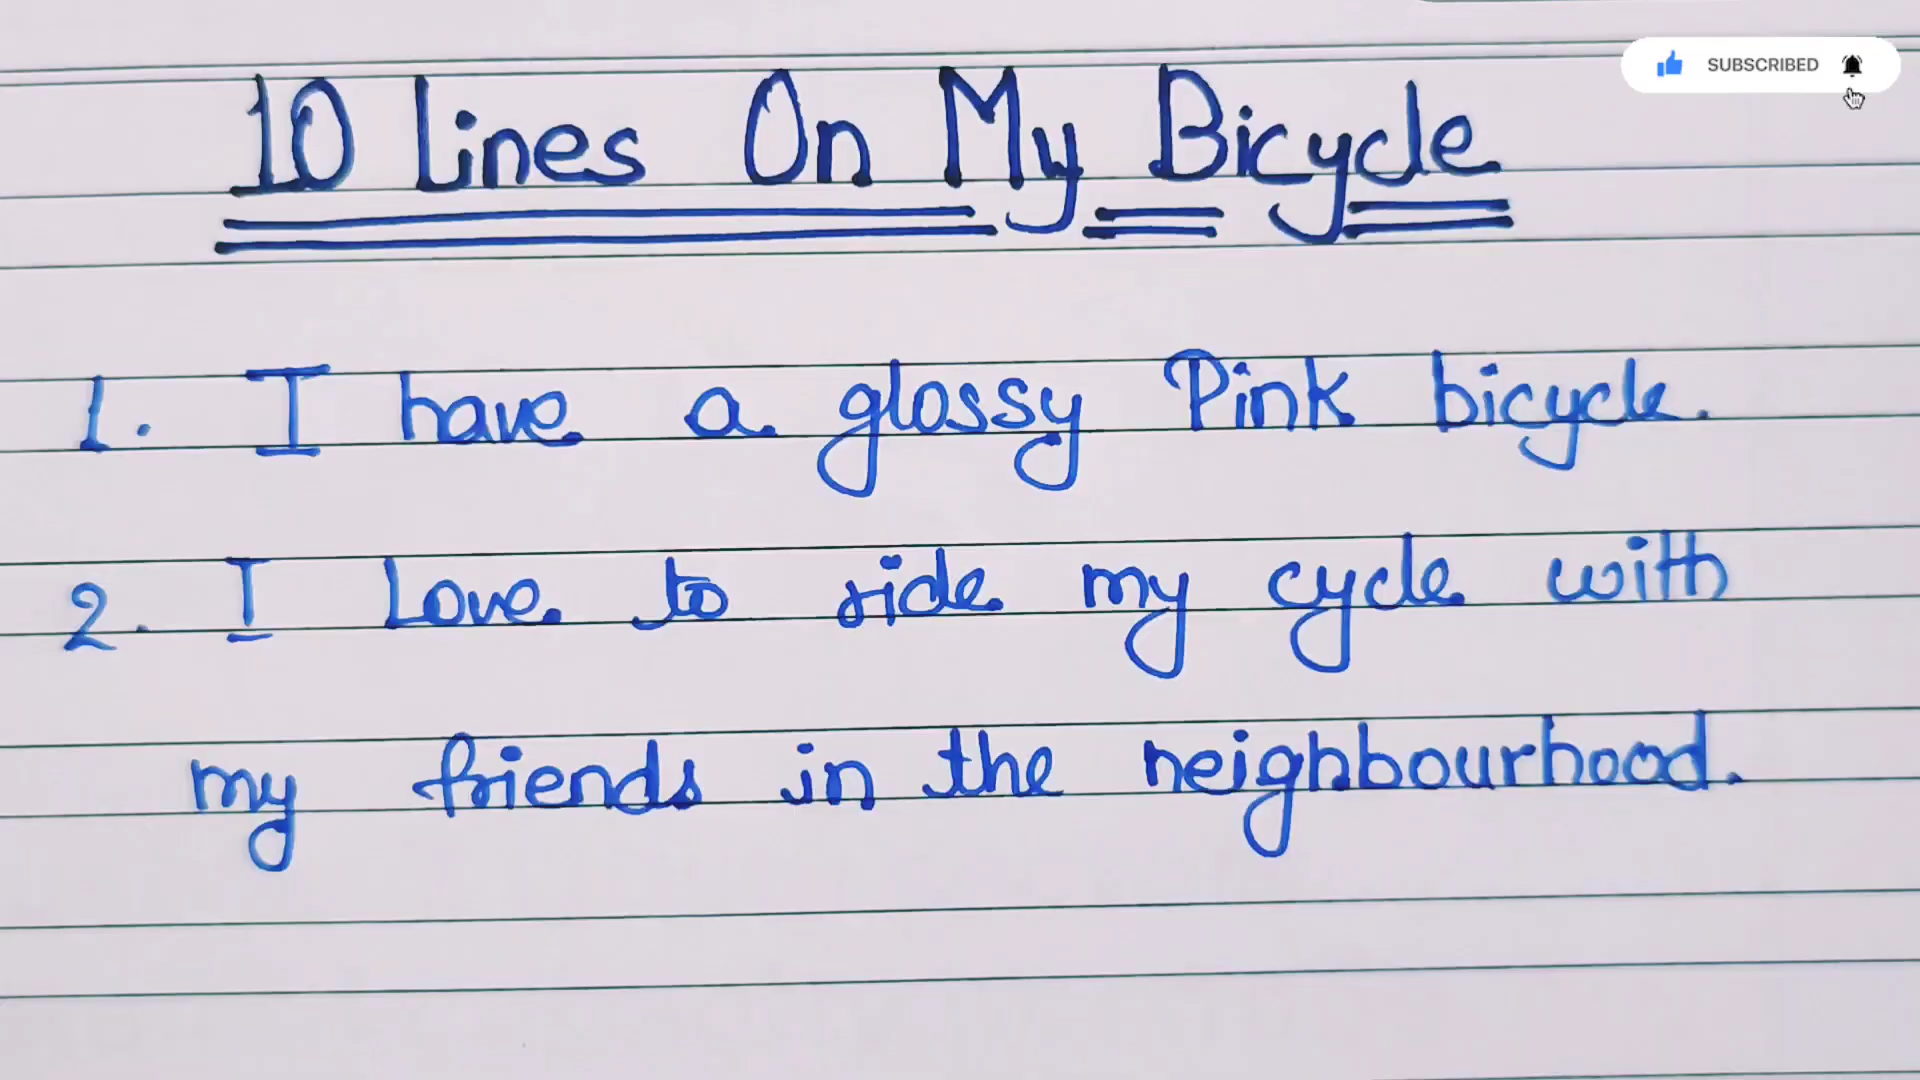 SUBSCRIBED
10 Lines On My Bicycle
1. I have a glossy Pink bicycle.
2. I Love to ride my cycle with
my friends in the neighbourhood.